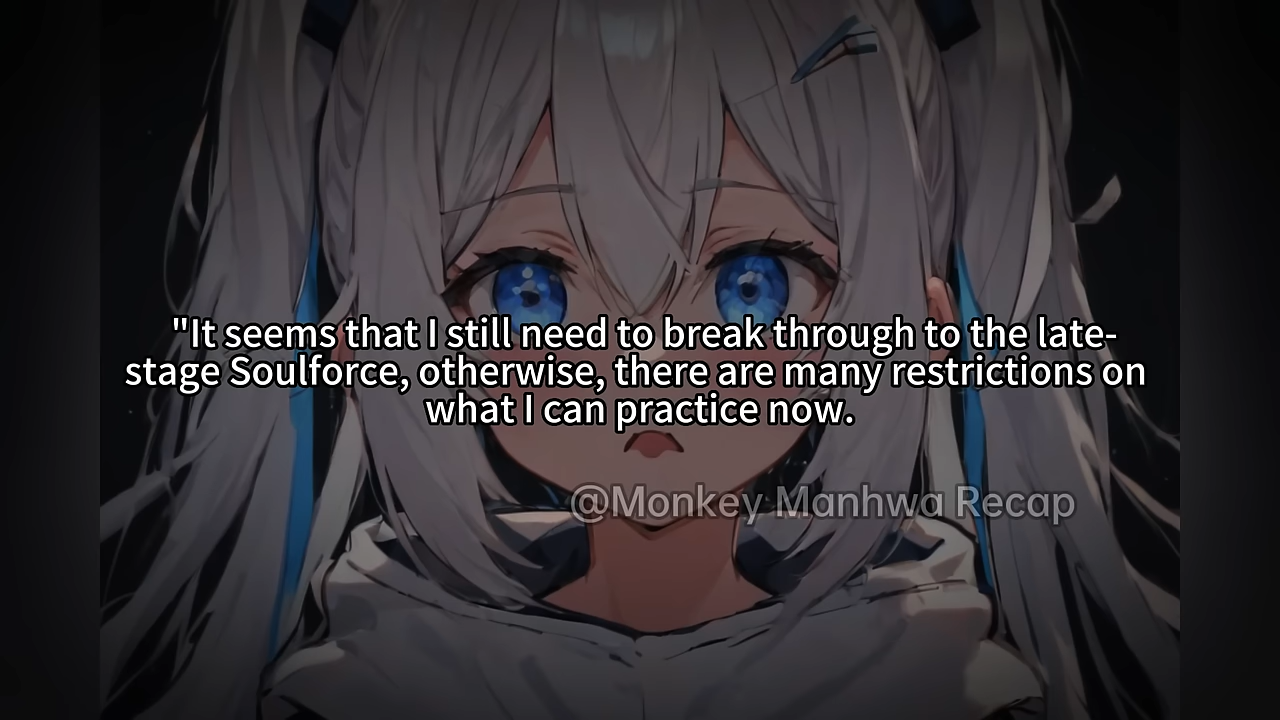 "It seems that I still need to break through to the late-
stage Soulforce, otherwise, there are many restrictions on
what I can practice now.
@Monkey Manhwa Recap